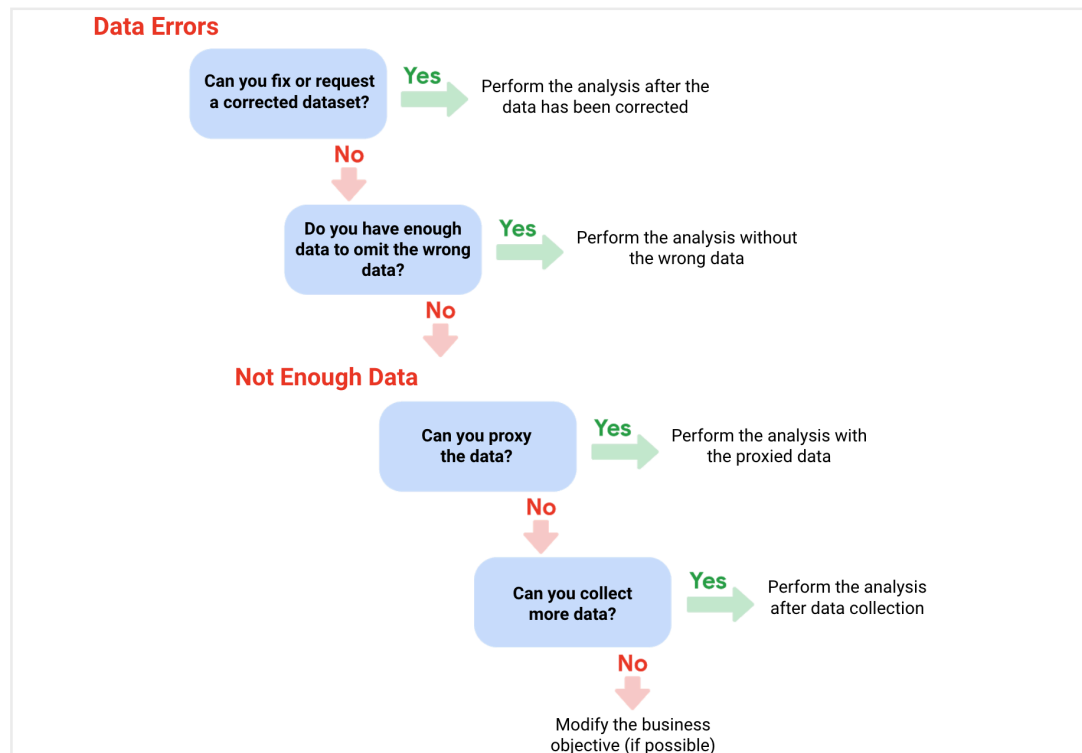 Data Errors
Can you fix or request
a corrected dataset?
Yes
Perform the analysis after the
data has been corrected
No
Do you have enough
data to omit the wrong
data?
Yes
Perform the analysis without
the wrong data
No
Not Enough Data
Can you proxy
the data?
Yes
Perform the analysis with
the proxied data
No
Can you collect
more data?
Yes
Perform the analysis
after data collection
No
Modify the business
objective (if possible)